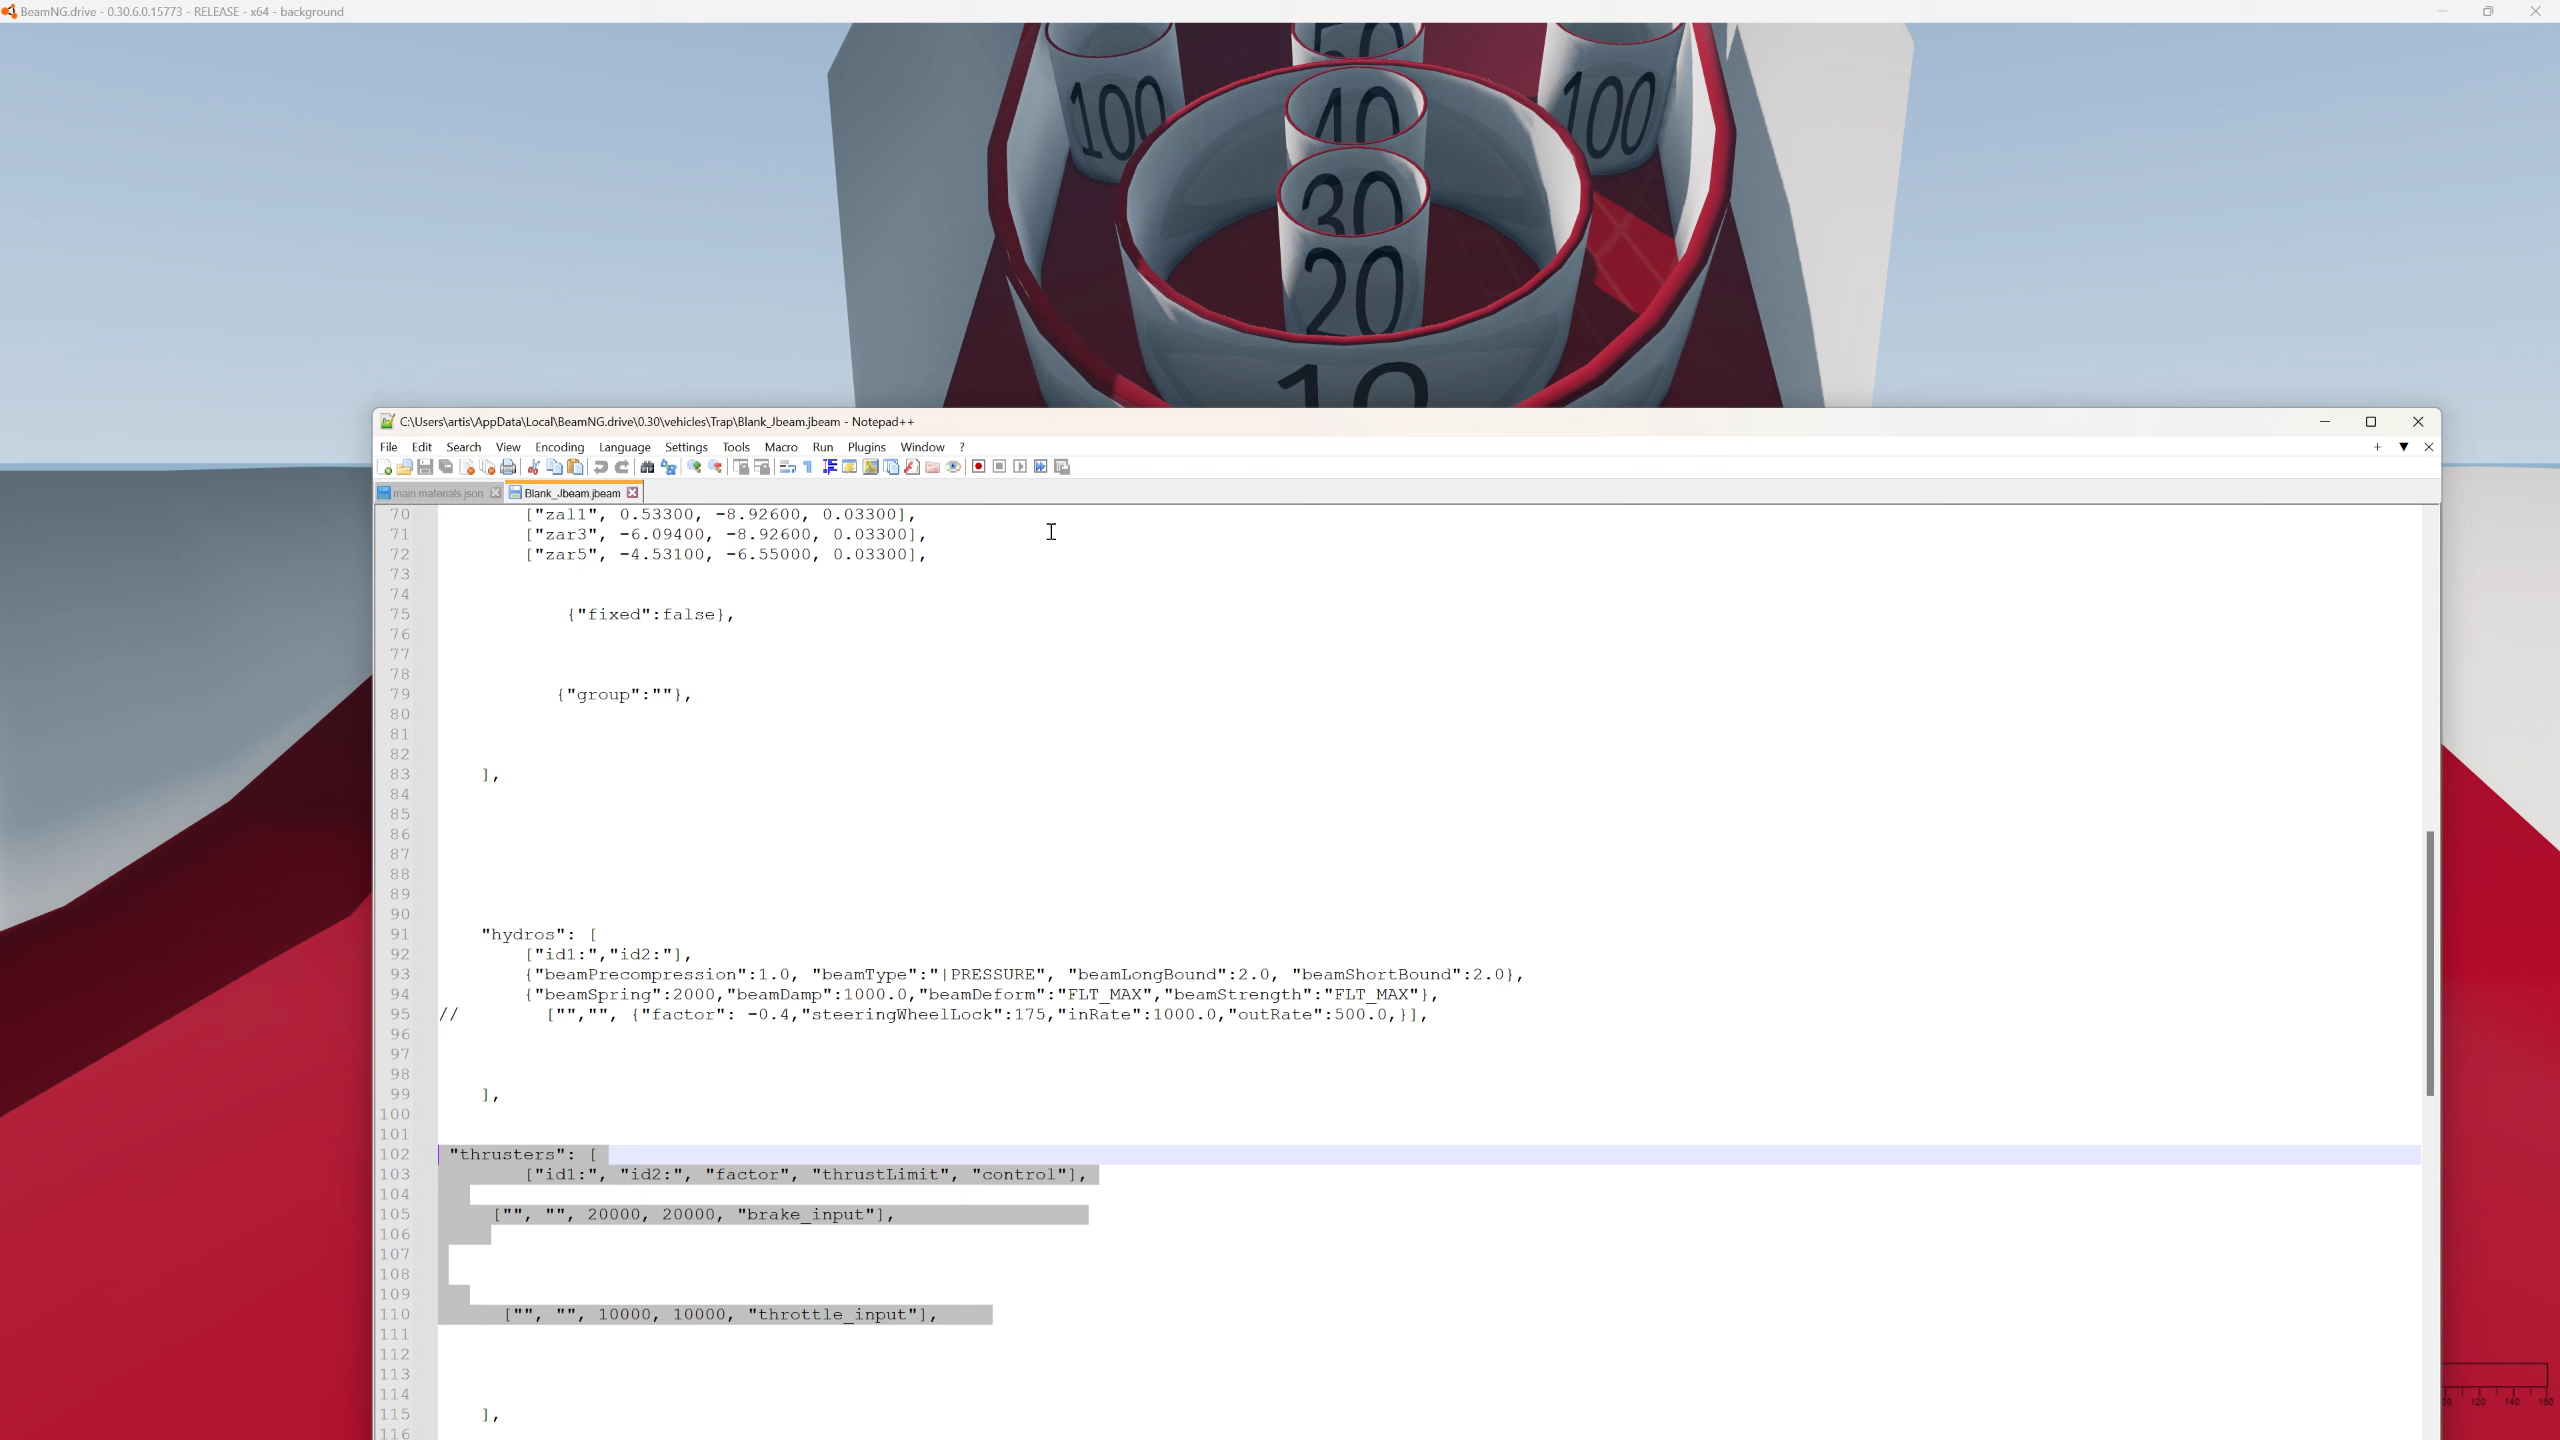 BeamNG.drive - 0.30.6.0.15773 - RELEASE - x64 - background
50
100
40
100
30
20
10
C:\Users\artis\AppData\Local\BeamNG.drive\0.30\vehicles\Trap\Blank_Jbeam.jbeam - Notepad++
File Edit Search View Encoding Language Settings Tools Macro Run Plugins Window ?
main materials json Blank_Jbeam.jbeam
70 ["zal1", 0.53300, -8.92600, 0.03300],
71 ["zar3", -6.09400, -8.92600, 0.03300],
72 ["zar5", -4.53100, -6.55000, 0.03300],
73
74
75 {"fixed":false},
76
77
78
79 {"group":""},
80
81
82
83 ],
84
85
86
87
88
89
90
91 "hydros": [
92 ["id1:","id2:"],
93 {"beamPrecompression":1.0, "beamType":"|PRESSURE", "beamLongBound":2.0, "beamShortBound":2.0},
94 {"beamSpring":2000,"beamDamp":1000.0,"beamDeform":"FLT_MAX","beamStrength":"FLT_MAX"},
95 // ["","", {"factor": -0.4,"steeringWheelLock":175,"inRate":1000.0,"outRate":500.0,}],
96
97
98
99 ],
100
101
102 "thrusters": [
103 ["id1:", "id2:", "factor", "thrustLimit", "control"],
104
105 ["", "", 20000, 20000, "brake_input"],
106
107
108
109
110 ["", "", 10000, 10000, "throttle_input"],
111
112
113
114
115 ],
116
120 140 160